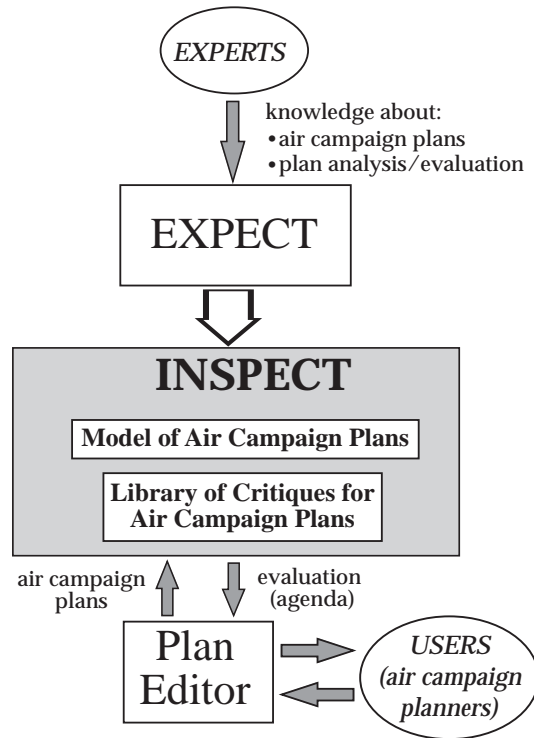 EXPERTS
knowledge about:
•air campaign plans
•plan analysis/evaluation
EXPECT
INSPECT
Model of Air Campaign Plans
Library of Critiques for
Air Campaign Plans
air campaign
plans
evaluation
(agenda)
Plan
Editor
USERS
(air campaign
planners)